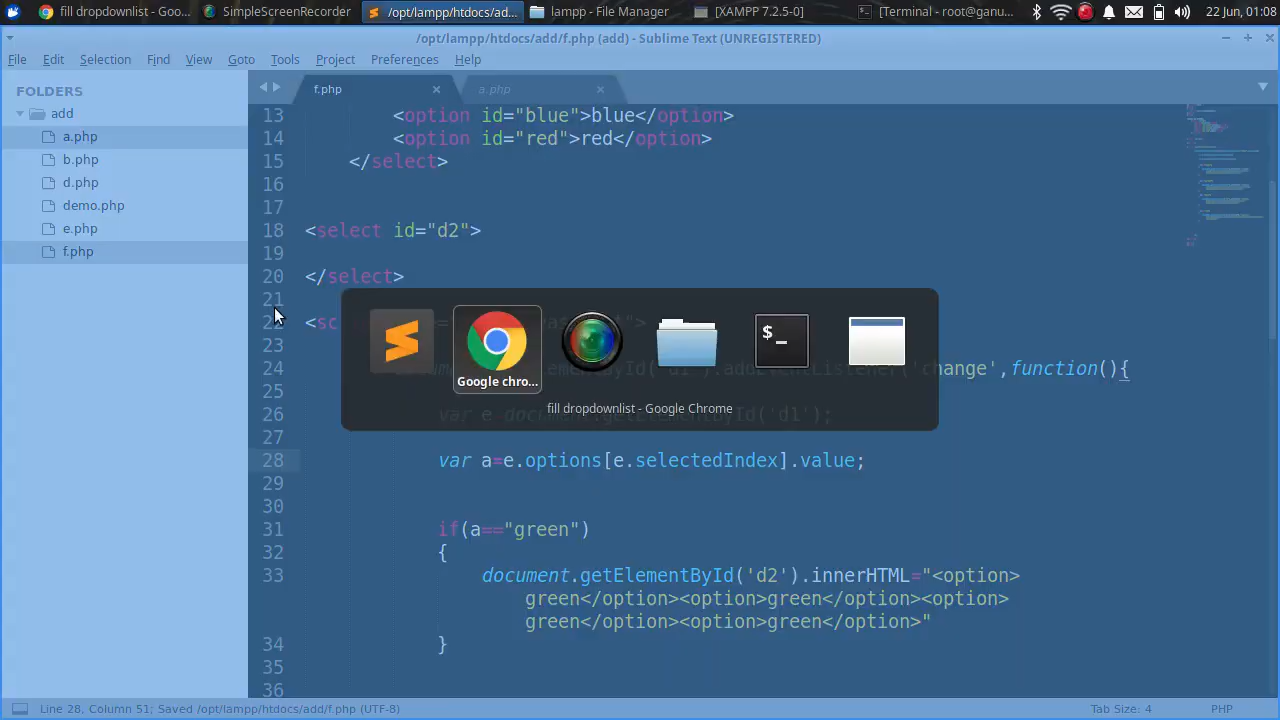 fill dropdownlist - Goo...
SimpleScreenRecorder
/opt/lampp/htdocs/ad...
lampp - File Manager
[XAMPP 7.2.5-0]
[Terminal - root@ganu...
22 Jun, 01:08
/opt/lampp/htdocs/add/f.php (add) - Sublime Text (UNREGISTERED)
File Edit Selection Find View Goto Tools Project Preferences Help
FOLDERS
add
a.php
b.php
d.php
demo.php
e.php
f.php
f.php
a.php
13 <option id="blue">blue</option>
14 <option id="red">red</option>
15 </select>
16
17
18 <select id="d2">
19
20 </select>
21
22 <sc
23
24 ementById('d1').addEventListener('change',function(){
25
26 var e document.getElementById('d1');
27
28 var a=e.options[e.selectedIndex].value;
29
30
31 if(a=="green")
32 {
33 document.getElementById('d2').innerHTML="<option>
green</option><option>green</option><option>
green</option><option>green</option>"
34 }
35
36
$_
Google chro...
fill dropdownlist - Google Chrome
Line 28, Column 51; Saved /opt/lampp/htdocs/add/f.php (UTF-8)
Tab Size: 4
PHP